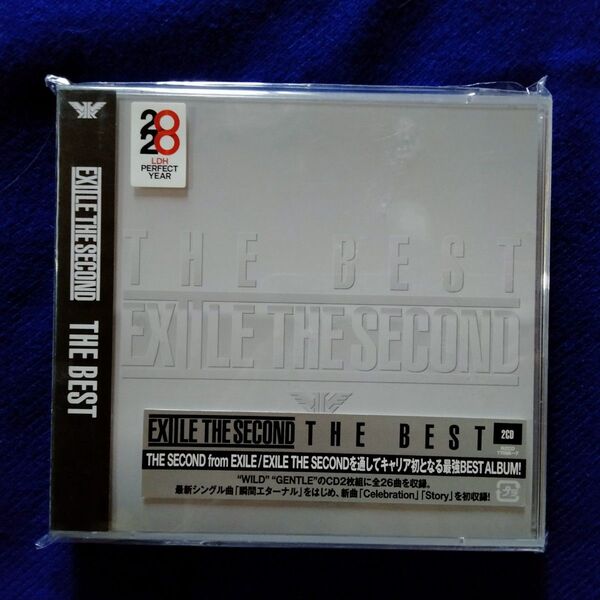 EXIILE THE SECOND THE BEST
2020
LDH
PERFECT
YEAR
THE BEST
EXIILE THE SECOND
EXIILE THE SECOND THE BEST
2CD
THE SECOND from EXILE/EXILE THE SECONDを通してキャリア初となる最強BEST ALBUM!
"WILD" "GENTLE"のCD2枚組に全26曲を収録。
最新シングル曲「瞬間エターナル」をはじめ、新曲「Celebration」「Story」を初収録!